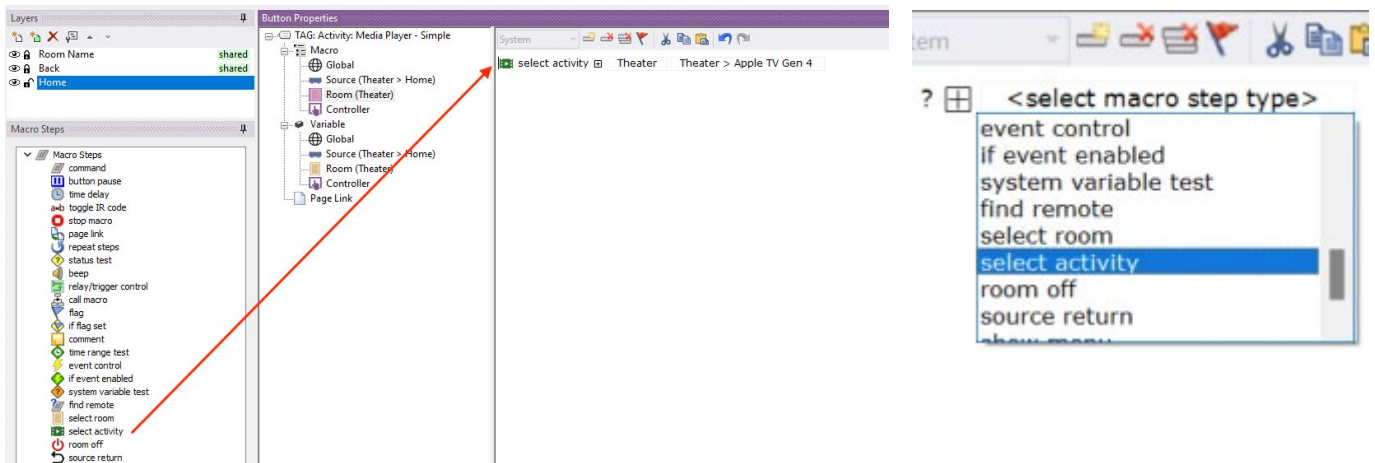 Layers
Room Name shared
Back shared
Home
Macro Steps
Macro Steps
command
button pause
time delay
a=b toggle IR code
stop macro
page link
repeat steps
status test
beep
relay/trigger control
call macro
flag
if flag set
comment
time range test
event control
if event enabled
system variable test
find remote
select room
select activity
room off
source return
Button Properties
TAG: Activity: Media Player - Simple
Macro
Global
Source (Theater > Home)
Room (Theater)
Controller
Variable
Global
Source (Theater > Home)
Room (Theater)
Controller
Page Link
System
select activity Theater Theater > Apple TV Gen 4
tem
? <select macro step type>
event control
if event enabled
system variable test
find remote
select room
select activity
room off
source return
show menu